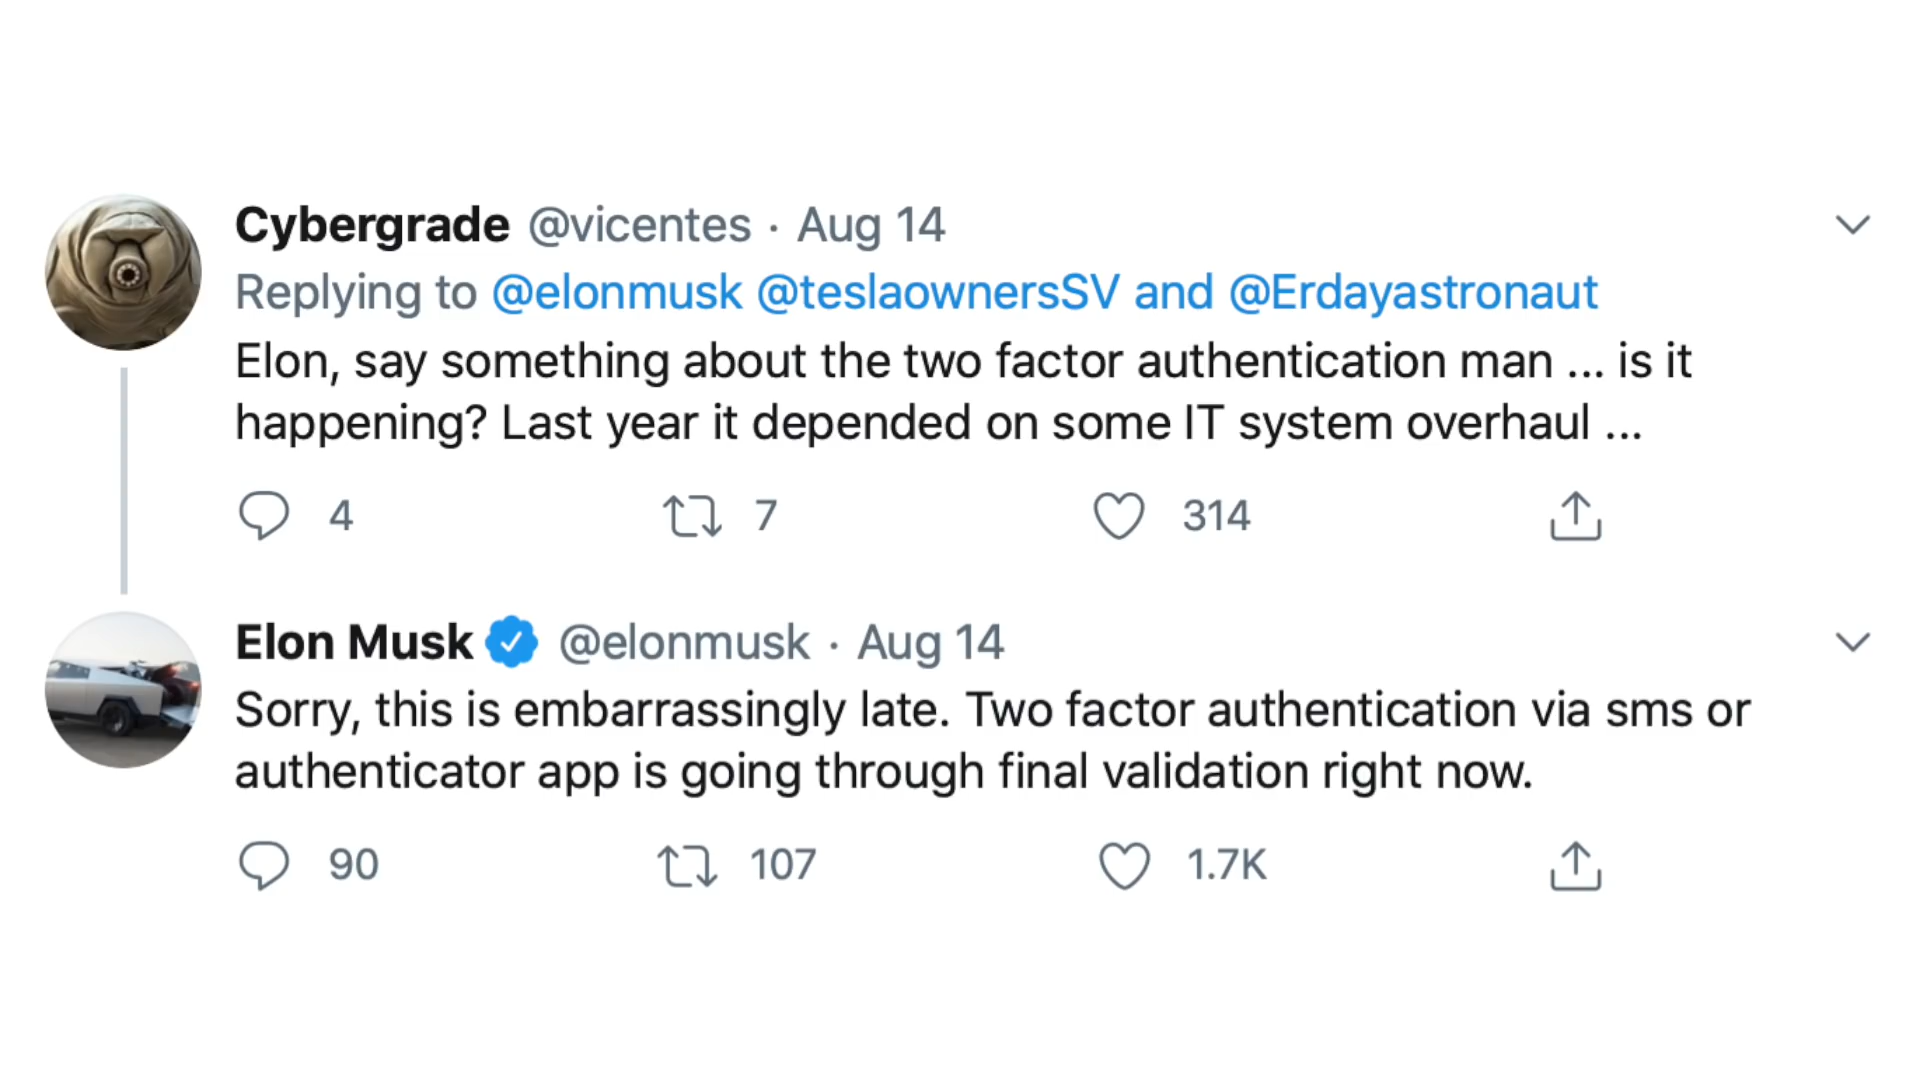 Cybergrade @vicentes · Aug 14
Replying to @elonmusk @teslaownersSV and @Erdayastronaut
Elon, say something about the two factor authentication man ... is it
happening? Last year it depended on some IT system overhaul ...
4 7 314
Elon Musk @elonmusk · Aug 14
Sorry, this is embarrassingly late. Two factor authentication via sms or
authenticator app is going through final validation right now.
90 107 1.7K